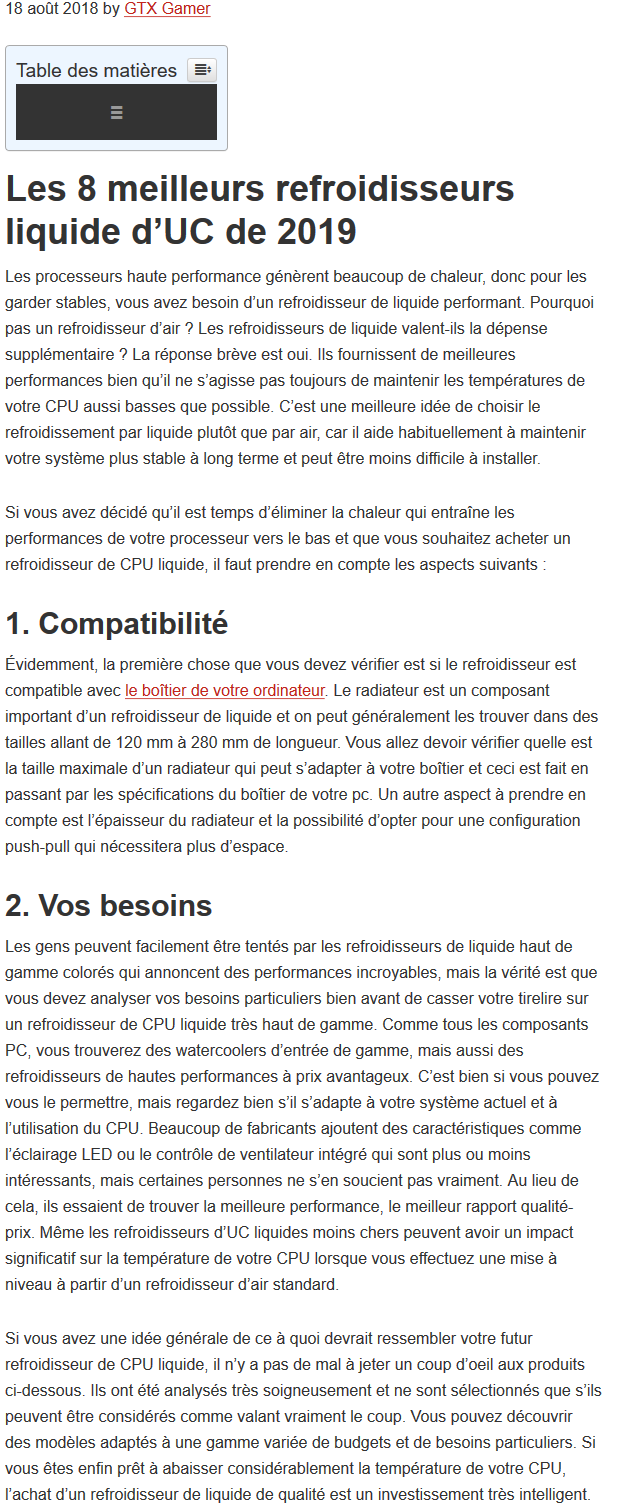 18 août 2018 by GTX Gamer
Table des matières
Les 8 meilleurs refroidisseurs
liquide d’UC de 2019
Les processeurs haute performance génèrent beaucoup de chaleur, donc pour les
garder stables, vous avez besoin d’un refroidisseur de liquide performant. Pourquoi
pas un refroidisseur d’air ? Les refroidisseurs de liquide valent-ils la dépense
supplémentaire ? La réponse brève est oui. Ils fournissent de meilleures
performances bien qu’il ne s’agisse pas toujours de maintenir les températures de
votre CPU aussi basses que possible. C’est une meilleure idée de choisir le
refroidissement par liquide plutôt que par air, car il aide habituellement à maintenir
votre système plus stable à long terme et peut être moins difficile à installer.
Si vous avez décidé qu’il est temps d’éliminer la chaleur qui entraîne les
performances de votre processeur vers le bas et que vous souhaitez acheter un
refroidisseur de CPU liquide, il faut prendre en compte les aspects suivants :
1. Compatibilité
Évidemment, la première chose que vous devez vérifier est si le refroidisseur est
compatible avec le boîtier de votre ordinateur. Le radiateur est un composant
important d’un refroidisseur de liquide et on peut généralement les trouver dans des
tailles allant de 120 mm à 280 mm de longueur. Vous allez devoir vérifier quelle est
la taille maximale d’un radiateur qui peut s’adapter à votre boîtier et ceci est fait en
passant par les spécifications du boîtier de votre pc. Un autre aspect à prendre en
compte est l’épaisseur du radiateur et la possibilité d’opter pour une configuration
push-pull qui nécessitera plus d’espace.
2. Vos besoins
Les gens peuvent facilement être tentés par les refroidisseurs de liquide haut de
gamme colorés qui annoncent des performances incroyables, mais la vérité est que
vous devez analyser vos besoins particuliers bien avant de casser votre tirelire sur
un refroidisseur de CPU liquide très haut de gamme. Comme tous les composants
PC, vous trouverez des watercoolers d’entrée de gamme, mais aussi des
refroidisseurs de hautes performances à prix avantageux. C’est bien si vous pouvez
vous le permettre, mais regardez bien s’il s’adapte à votre système actuel et à
l’utilisation du CPU. Beaucoup de fabricants ajoutent des caractéristiques comme
l’éclairage LED ou le contrôle de ventilateur intégré qui sont plus ou moins
intéressants, mais certaines personnes ne s’en soucient pas vraiment. Au lieu de
cela, ils essaient de trouver la meilleure performance, le meilleur rapport qualité-
prix. Même les refroidisseurs d’UC liquides moins chers peuvent avoir un impact
significatif sur la température de votre CPU lorsque vous effectuez une mise à
niveau à partir d’un refroidisseur d’air standard.
Si vous avez une idée générale de ce à quoi devrait ressembler votre futur
refroidisseur de CPU liquide, il n’y a pas de mal à jeter un coup d’oeil aux produits
ci-dessous. Ils ont été analysés très soigneusement et ne sont sélectionnés que s’ils
peuvent être considérés comme valant vraiment le coup. Vous pouvez découvrir
des modèles adaptés à une gamme variée de budgets et de besoins particuliers. Si
vous êtes enfin prêt à abaisser considérablement la température de votre CPU,
l’achat d’un refroidisseur de liquide de qualité est un investissement très intelligent.